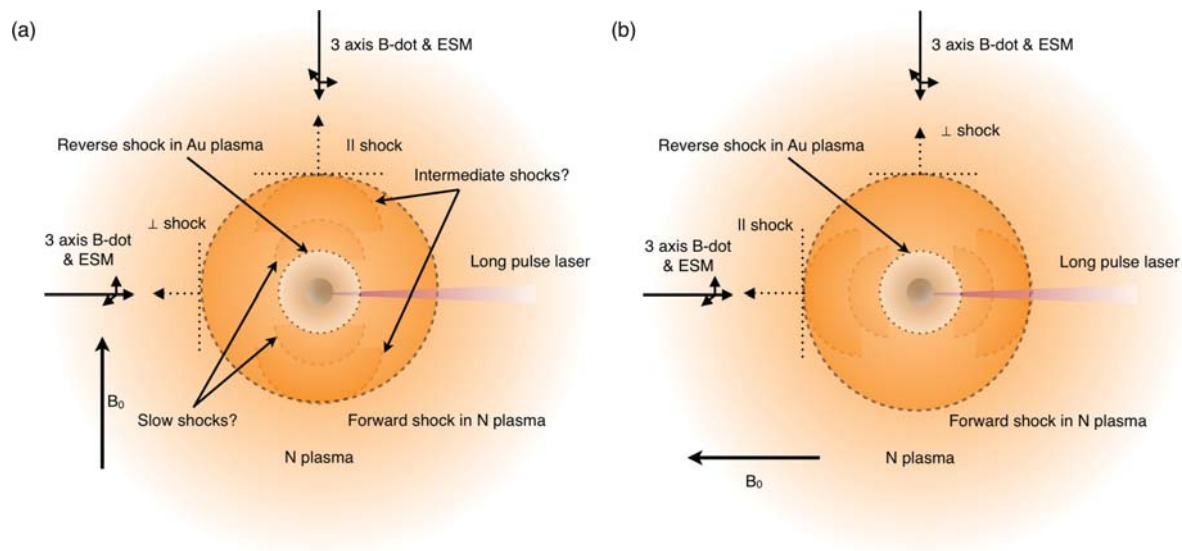 (a)
3 axis B-dot & ESM
Reverse shock in Au plasma
|| shock
Intermediate shocks?
⊥ shock
3 axis B-dot
& ESM
Long pulse laser
B₀
Slow shocks?
Forward shock in N plasma
N plasma
(b)
3 axis B-dot & ESM
⊥ shock
Reverse shock in Au plasma
|| shock
3 axis B-dot
& ESM
Long pulse laser
Forward shock in N plasma
N plasma
B₀